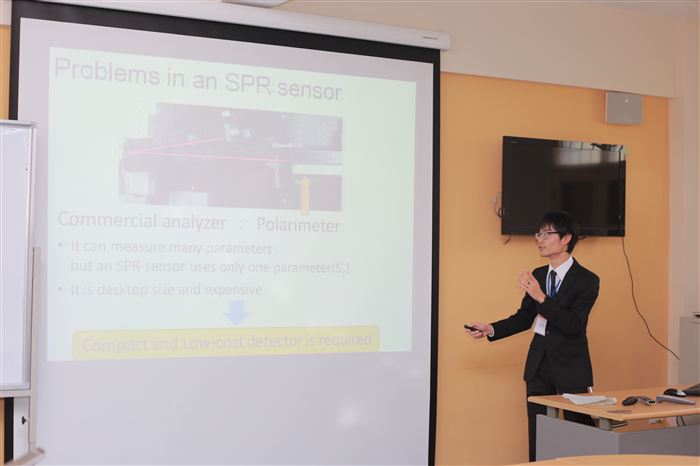 Problems in an SPR sensor
Commercial analyzer : Polarimeter
• It can measure many parameters ,
but an SPR-sensor uses only one parameter(S₃)
• It is desktop size and expensive
Compact and Low-cost detector is required